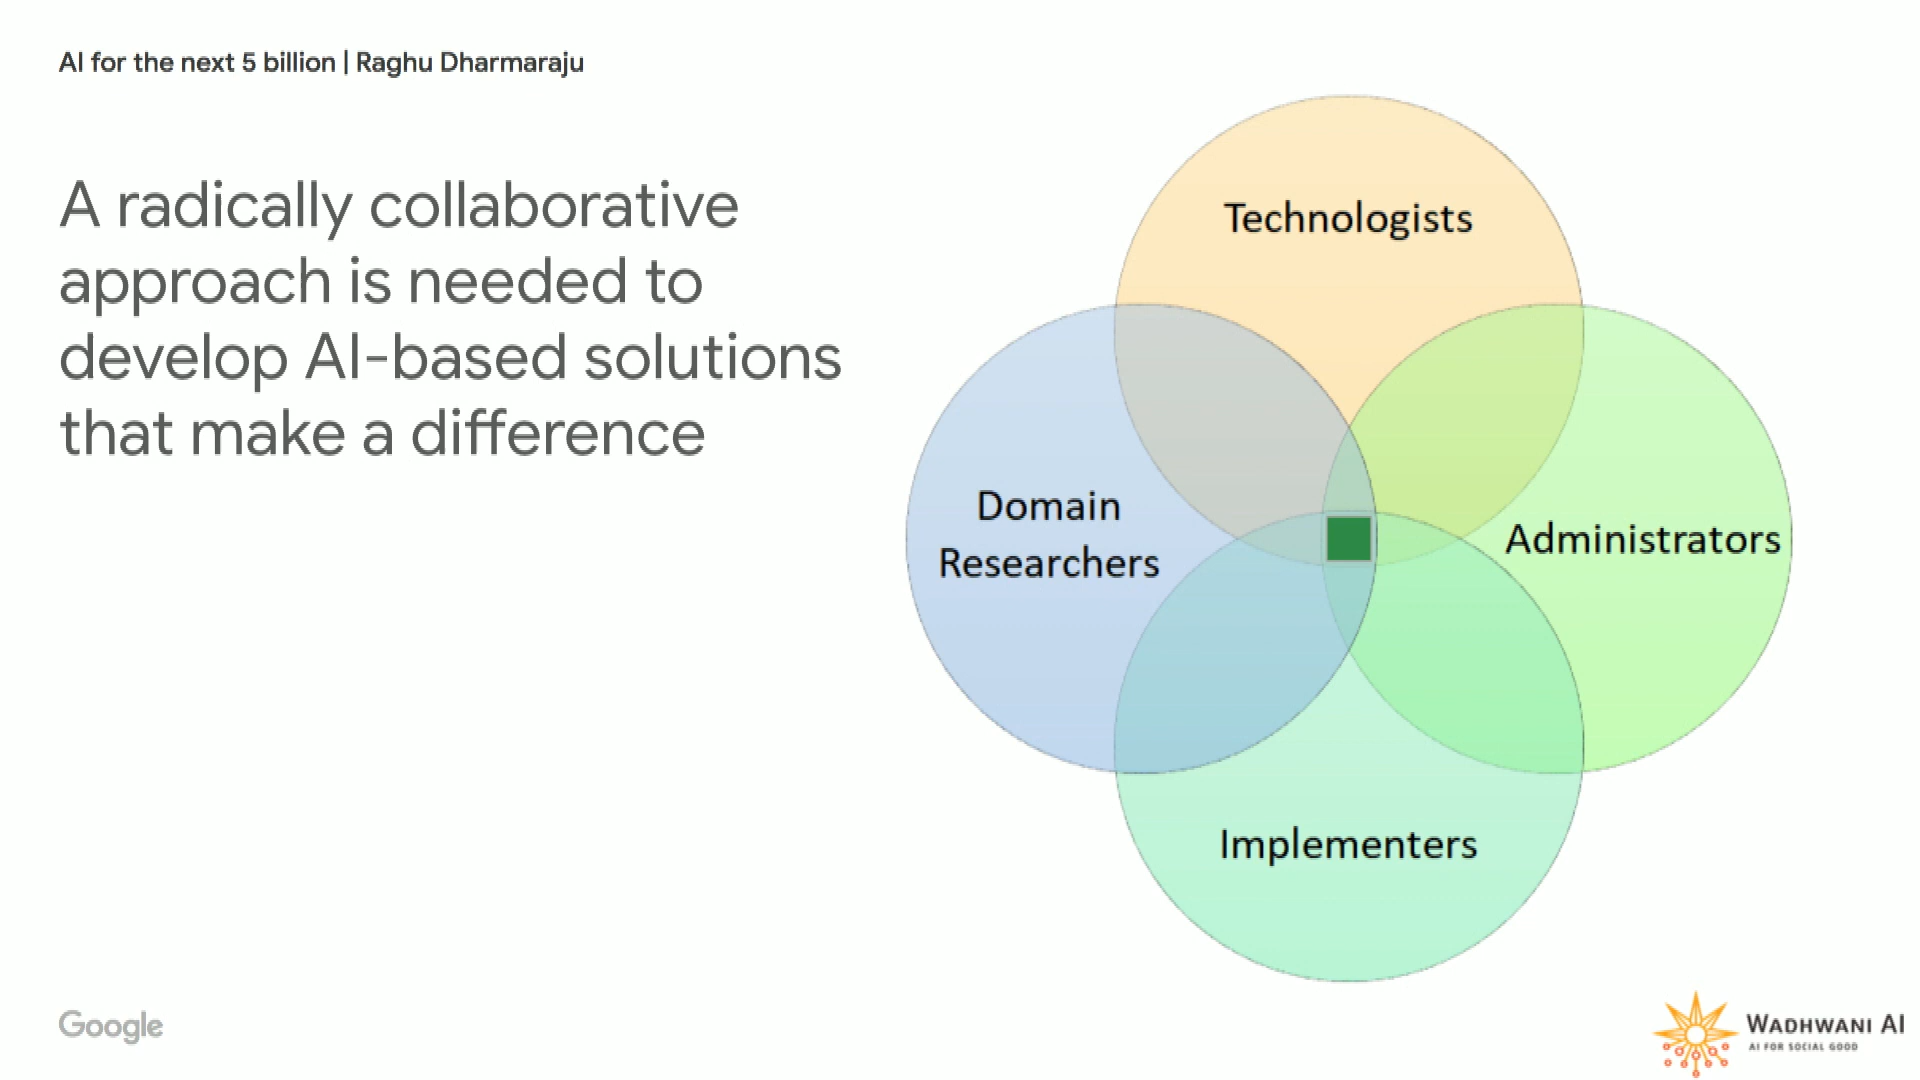 AI for the next 5 billion | Raghu Dharmaraju
A radically collaborative
approach is needed to
develop AI-based solutions
that make a difference
Technologists
Domain
Researchers
Administrators
Implementers
Google
WADHWANI AI
AI FOR SOCIAL GOOD